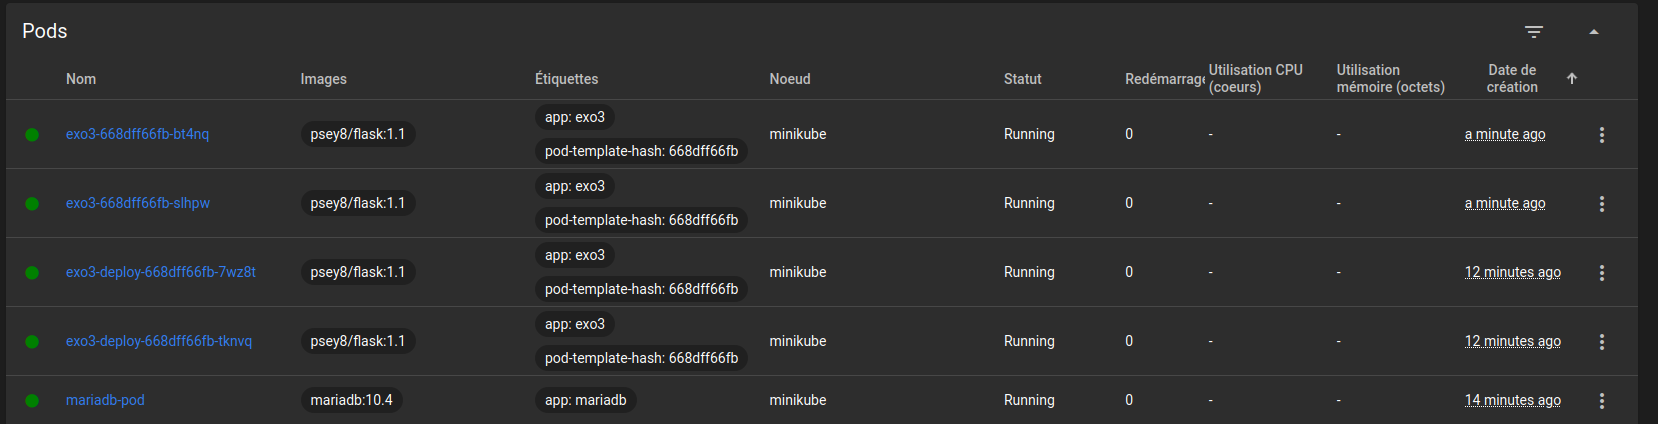 Pods
Nom Images Étiquettes Noeud Statut Redémarrage Utilisation CPU (coeurs) Utilisation mémoire (octets) Date de création
exo3-668dff66fb-bt4nq psey8/flask:1.1 app: exo3 pod-template-hash: 668dff66fb minikube Running 0 - - a minute ago
exo3-668dff66fb-slhpw psey8/flask:1.1 app: exo3 pod-template-hash: 668dff66fb minikube Running 0 - - a minute ago
exo3-deploy-668dff66fb-7wz8t psey8/flask:1.1 app: exo3 pod-template-hash: 668dff66fb minikube Running 0 - - 12 minutes ago
exo3-deploy-668dff66fb-tknvq psey8/flask:1.1 app: exo3 pod-template-hash: 668dff66fb minikube Running 0 - - 12 minutes ago
mariadb-pod mariadb:10.4 app: mariadb minikube Running 0 - - 14 minutes ago